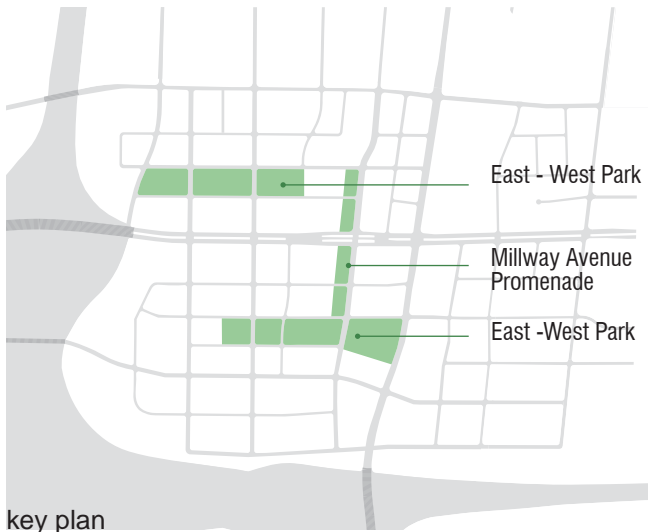 East - West Park
Millway Avenue
Promenade
East -West Park
key plan